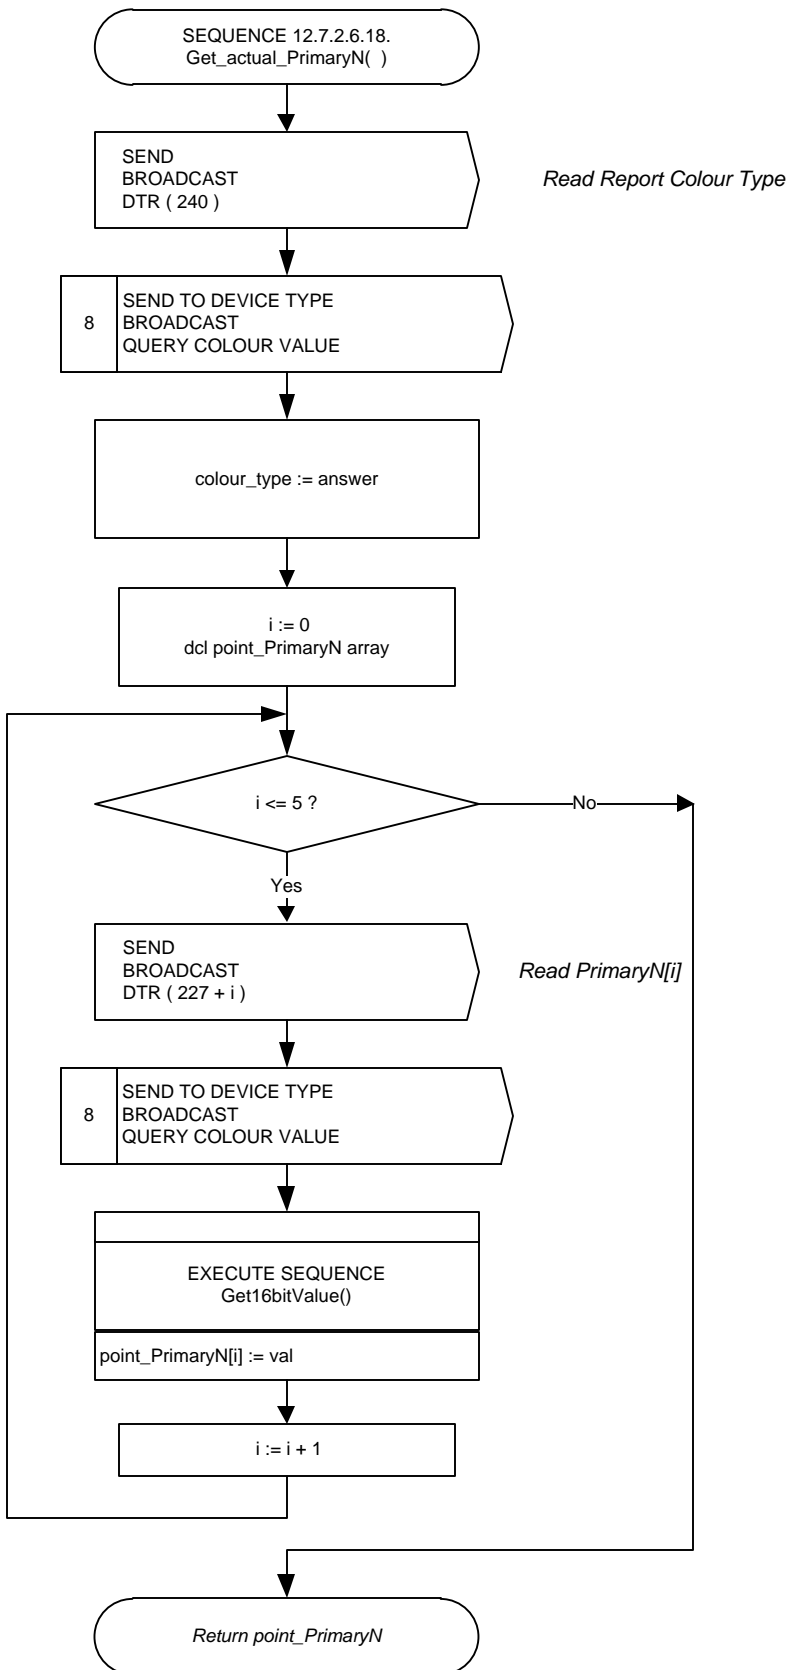 SEQUENCE 12.7.2.6.18.
Get_actual_PrimaryN(  )
SEND
BROADCAST
DTR ( 240 )
Read Report Colour Type
8
SEND TO DEVICE TYPE
BROADCAST
QUERY COLOUR VALUE
colour_type := answer
i := 0
dcl point_PrimaryN array
i <= 5 ?
No
Yes
SEND
BROADCAST
DTR ( 227 + i )
Read PrimaryN[i]
8
SEND TO DEVICE TYPE
BROADCAST
QUERY COLOUR VALUE
EXECUTE SEQUENCE
Get16bitValue()
point_PrimaryN[i] := val
i := i + 1
Return point_PrimaryN